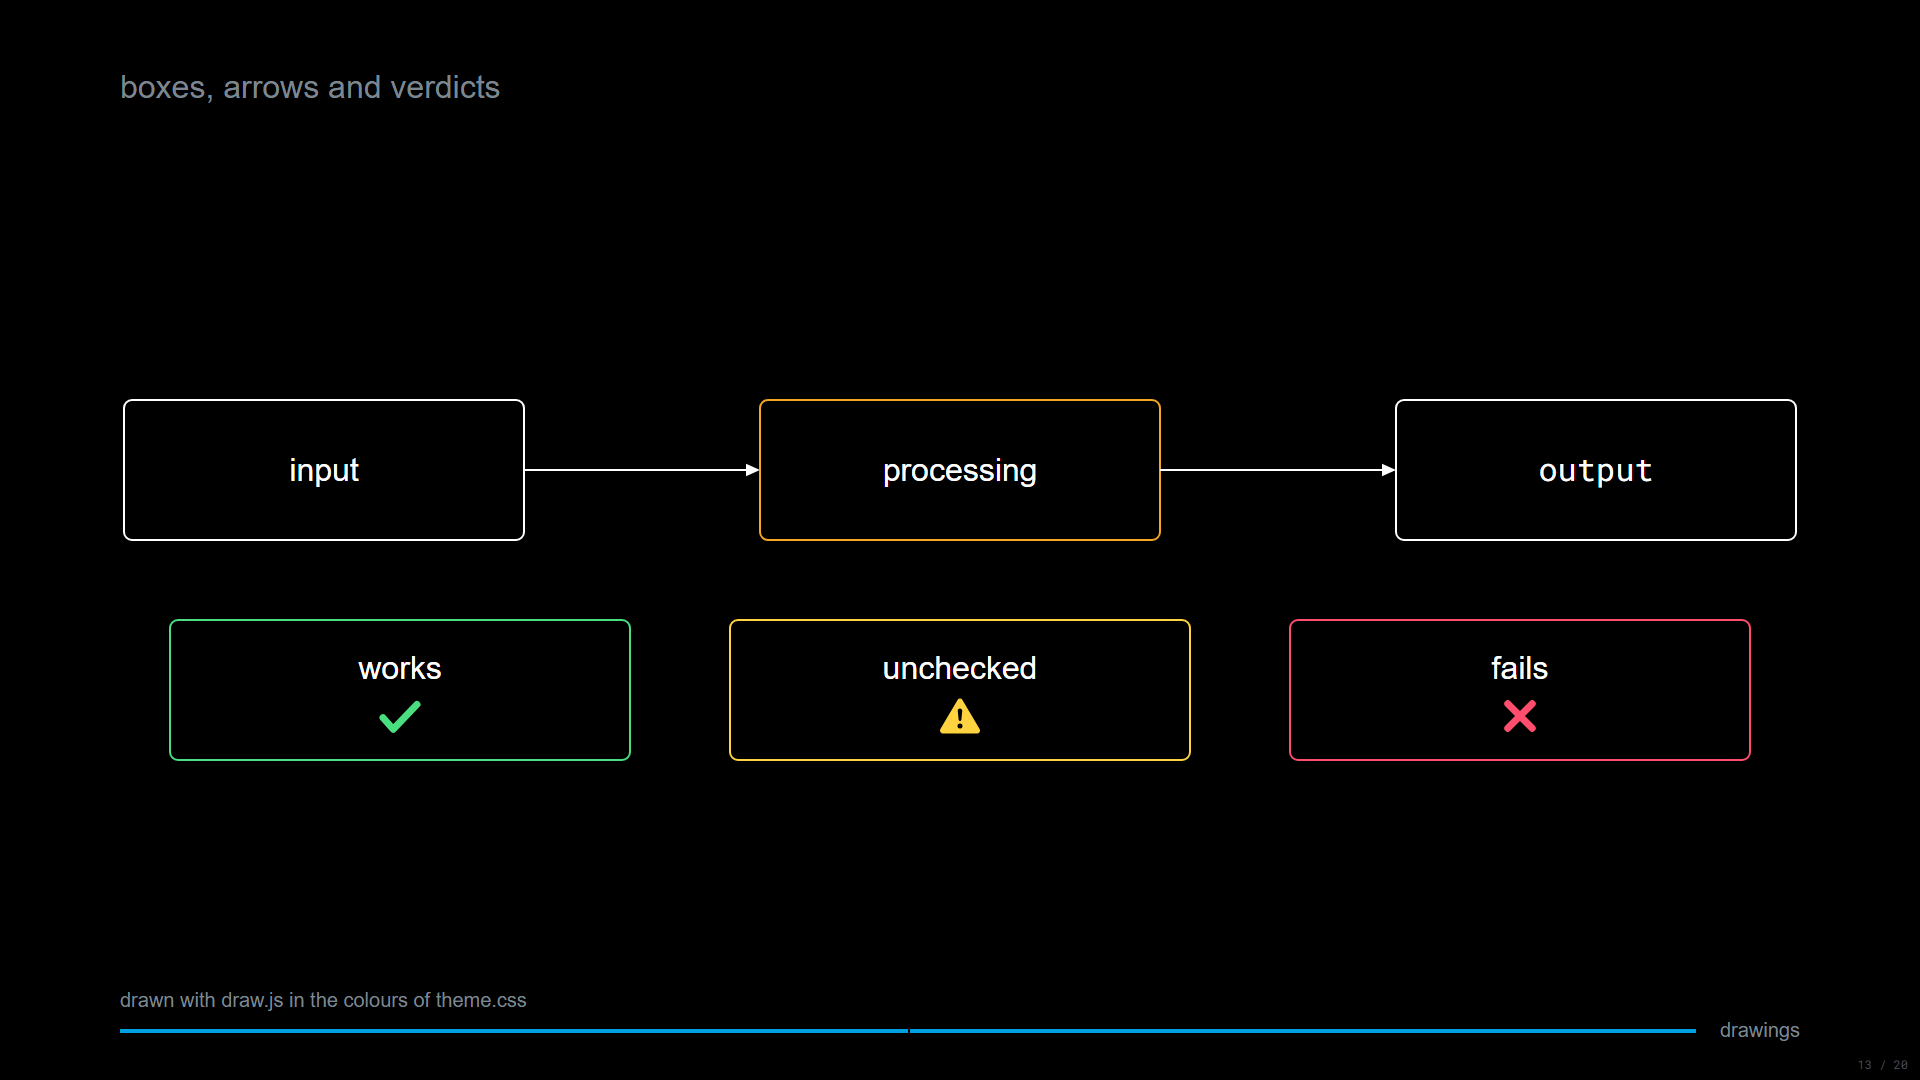 boxes, arrows and verdicts
input
processing
output
works
unchecked
fails
drawn with draw.js in the colours of theme.css
drawings
13 / 20